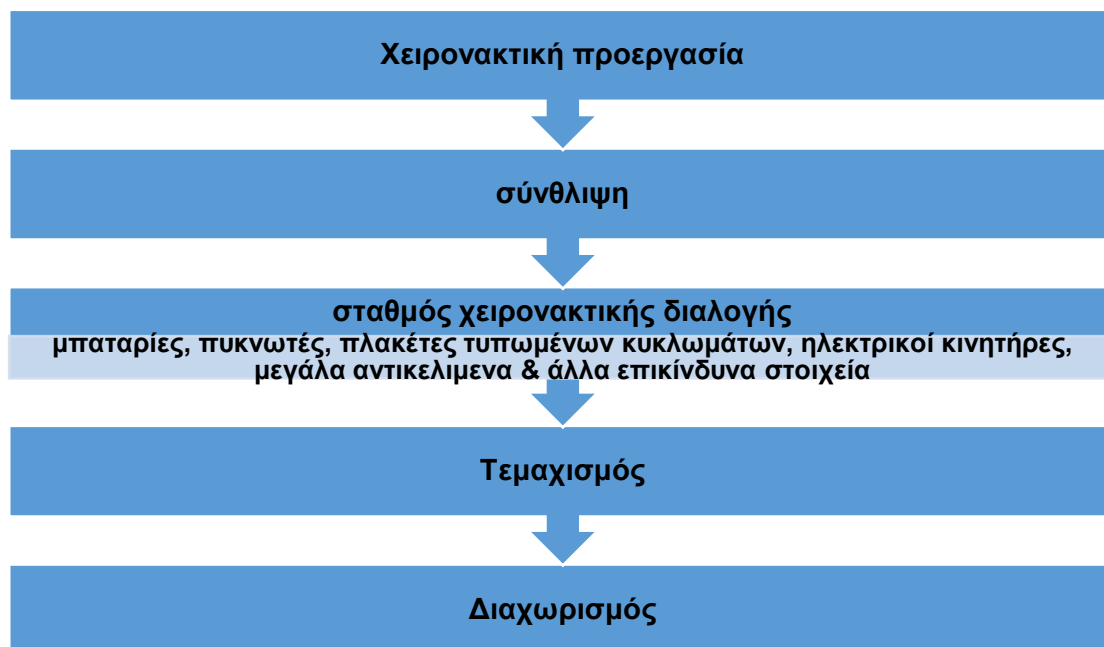 Χειρονακτική προεργασία
σύνθλιψη
σταθμός χειρονακτικής διαλογής
μπαταρίες, πυκνωτές, πλακέτες τυπωμένων κυκλωμάτων, ηλεκτρικοί κινητήρες,
μεγάλα αντικελιμενα & άλλα επικίνδυνα στοιχεία
Τεμαχισμός
Διαχωρισμός